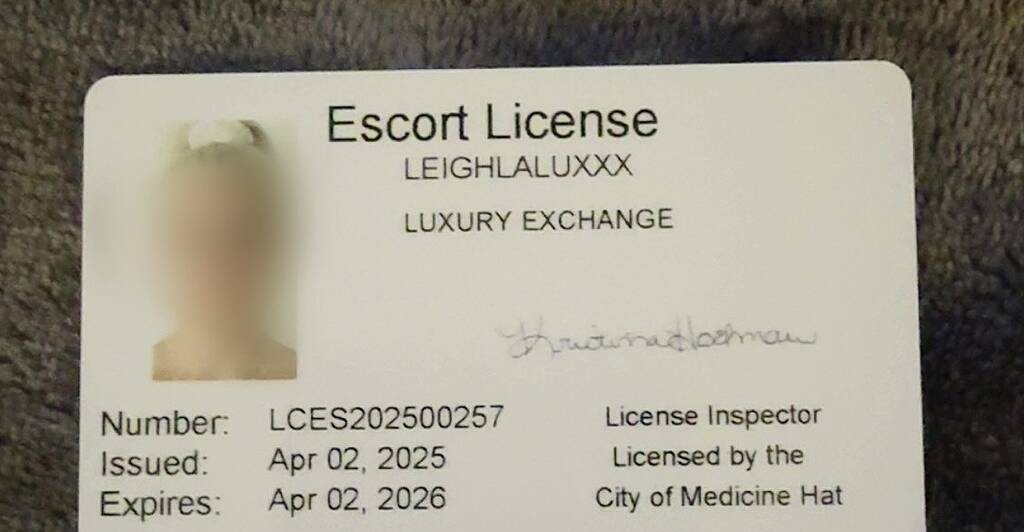 Escort License
LEIGHLALUXXX
LUXURY EXCHANGE
Number: LCES202500257
Issued: Apr 02, 2025
Expires: Apr 02, 2026
License Inspector
Licensed by the
City of Medicine Hat